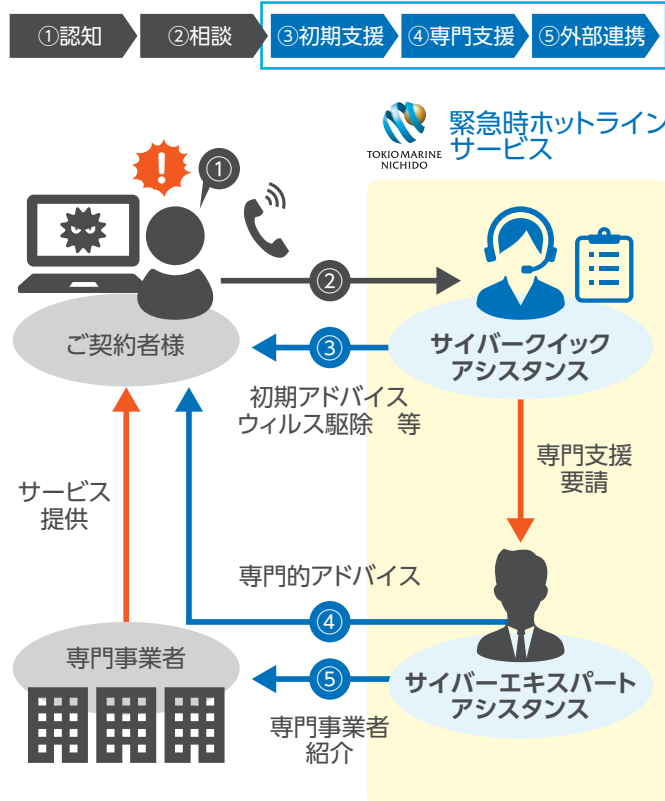 ①認知
②相談
③初期支援
④専門支援
⑤外部連携
TOKIO MARINE
NICHIDO
緊急時ホットライン
サービス
①
②
ご契約者様
③
サイバークイック
アシスタンス
初期アドバイス
ウィルス駆除　等
専門支援
要請
サービス
提供
専門的アドバイス
④
専門事業者
⑤
サイバーエキスパート
アシスタンス
専門事業者
紹介